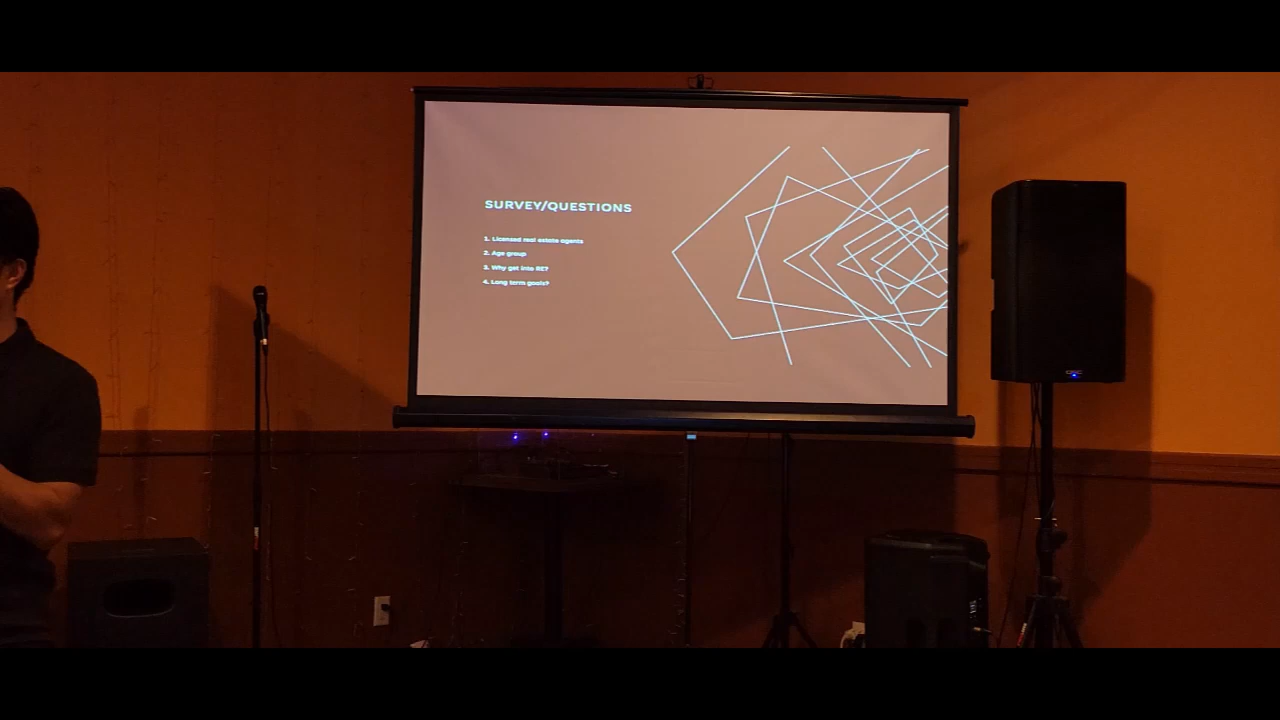 SURVEY/QUESTIONS
1. Licensed real estate agents
2. Age group
3. Why get into RE?
4. Long term goals?
QSC